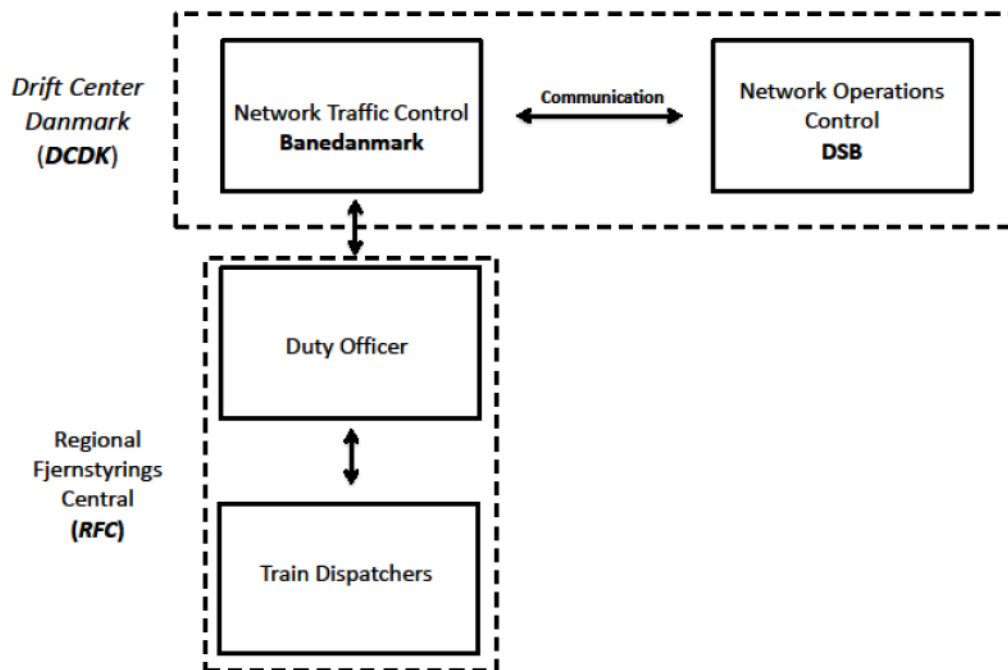 Drift Center
Danmark
(DCDK)
Network Traffic Control
Banedanmark
Communication
Network Operations
Control
DSB
Duty Officer
Regional
Fjernstyrings
Central
(RFC)
Train Dispatchers